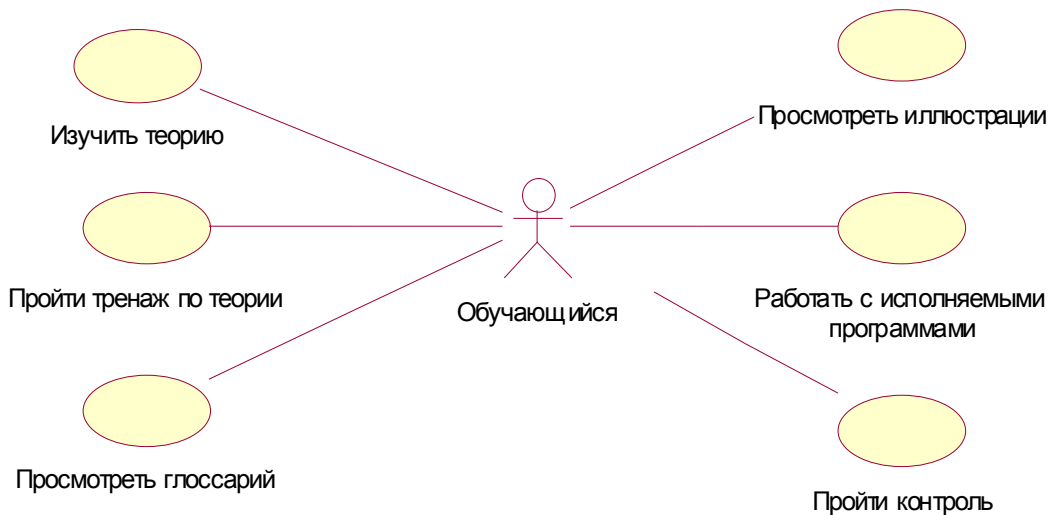 Просмотреть иллюстрации
Изучить теорию
Пройти тренаж по теории
Обучающийся
Работать с исполняемыми
программами
Просмотреть глоссарий
Пройти контроль